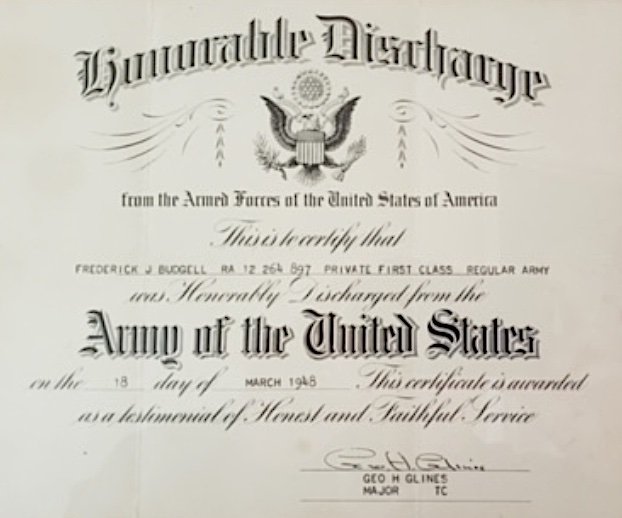 Honorable Discharge
from the Armed Forces of the United States of America
This is to certify that
FREDERICK J BUDGELL RA 12 264 897 PRIVATE FIRST CLASS REGULAR ARMY
was Honorably Discharged from the
Army of the United States
on the 18 day of MARCH 1948 This certificate is awarded
as a testimonial of Honest and Faithful Service
Geo H. Glines
GEO H GLINES
MAJOR TC